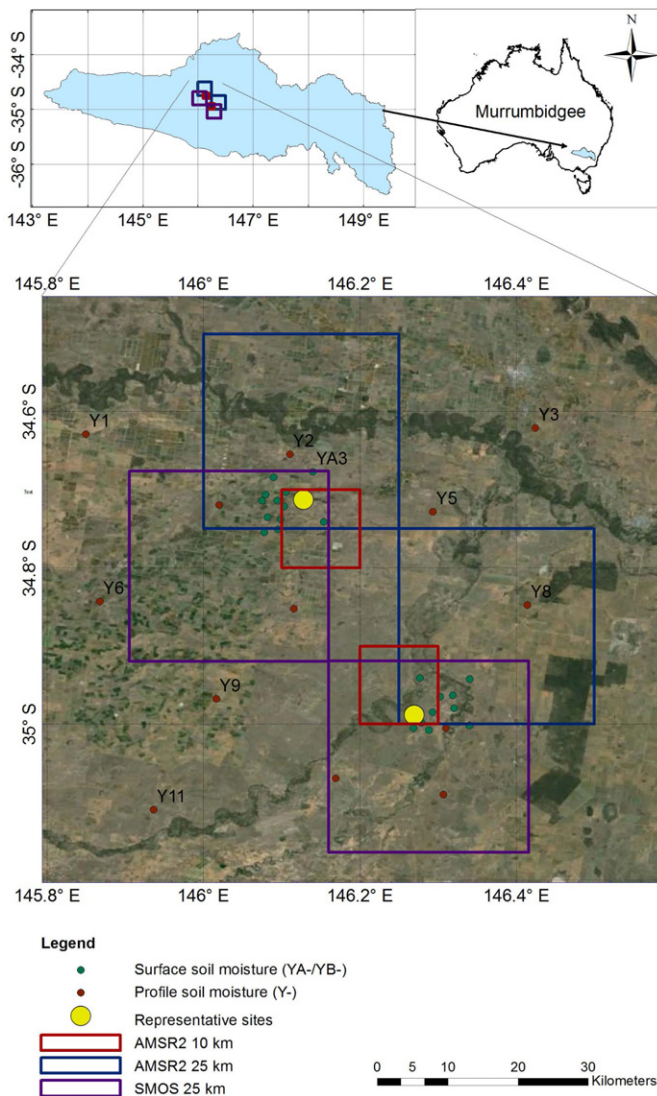 -34°S
-35°S
-36°S
143°E
145°E
147°E
149°E
N
Murrumbidgee
145.8° E
146° E
146.2° E
146.4° E
34.6° S
34.8° S
35° S
Y1
Y2
Y3
YA3
Y5
Y6
Y8
Y9
Y11
145.8° E
146° E
146.2° E
146.4° E
Legend
Surface soil moisture (YA-/YB-)
Profile soil moisture (Y-)
Representative sites
AMSR2 10 km
AMSR2 25 km
SMOS 25 km
0 5 10 20 30
Kilometers